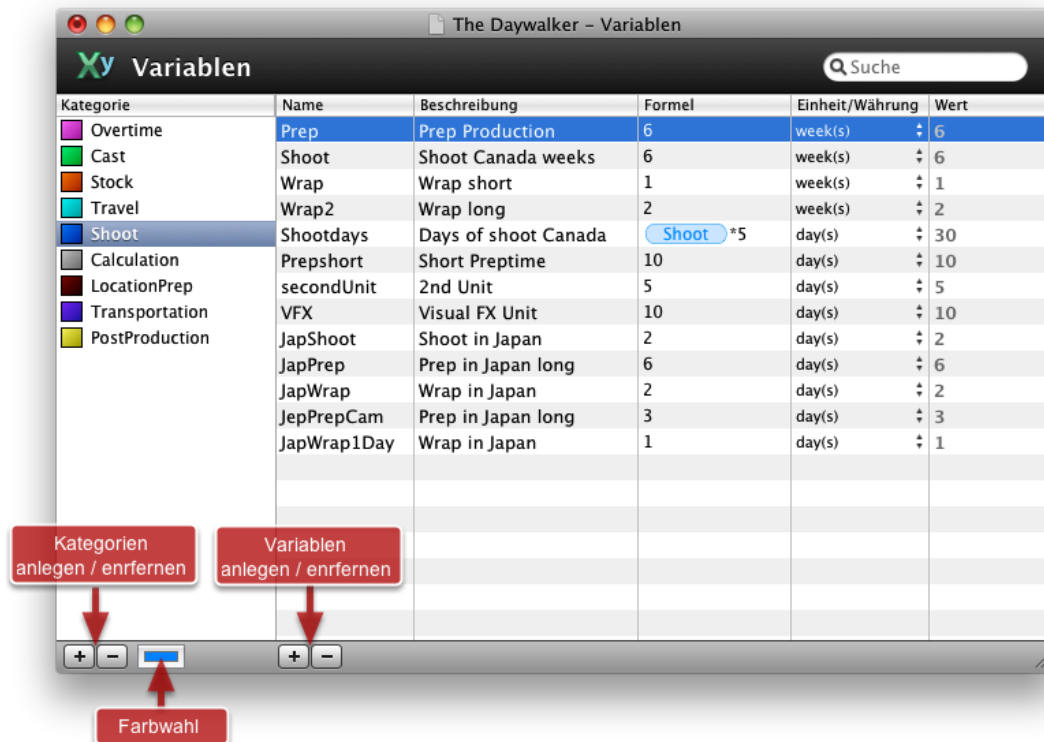 The Daywalker – Variablen
Xy Variablen
Suche
Kategorie Name Beschreibung Formel Einheit/Währung Wert
Overtime Prep Prep Production 6 week(s) 6
Cast Shoot Shoot Canada weeks 6 week(s) 6
Stock Wrap Wrap short 1 week(s) 1
Travel Wrap2 Wrap long 2 week(s) 2
Shoot Shootdays Days of shoot Canada Shoot *5 day(s) 30
Calculation Prepshort Short Preptime 10 day(s) 10
LocationPrep secondUnit 2nd Unit 5 day(s) 5
Transportation VFX Visual FX Unit 10 day(s) 10
PostProduction JapShoot Shoot in Japan 2 day(s) 2
JapPrep Prep in Japan long 6 day(s) 6
JapWrap Wrap in Japan 2 day(s) 2
JepPrepCam Prep in Japan long 3 day(s) 3
JapWrap1Day Wrap in Japan 1 day(s) 1
Kategorien
anlegen / enrfernen
Variablen
anlegen / enrfernen
+ − + −
Farbwahl